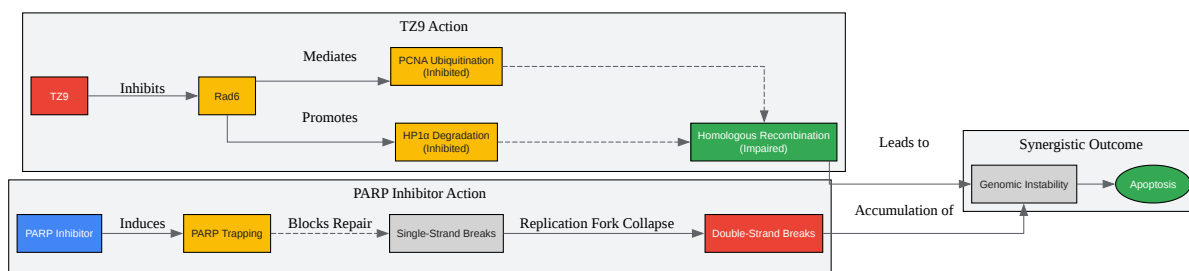 TZ9 Action
Mediates
PCNA Ubiquitination
(Inhibited)
TZ9
Inhibits
Rad6
Promotes
HP1α Degradation
(Inhibited)
Homologous Recombination
(Impaired)
Leads to
Synergistic Outcome
Genomic Instability
Apoptosis
PARP Inhibitor Action
Accumulation of
PARP Inhibitor
Induces
PARP Trapping
Blocks Repair
Single-Strand Breaks
Replication Fork Collapse
Double-Strand Breaks